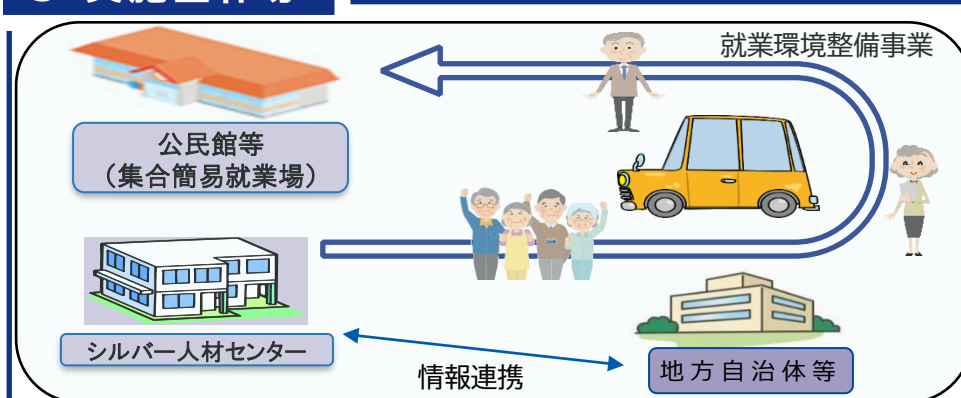 就業環境整備事業
公民館等
（集合簡易就業場）
シルバー人材センター
情報連携
地方自治体等